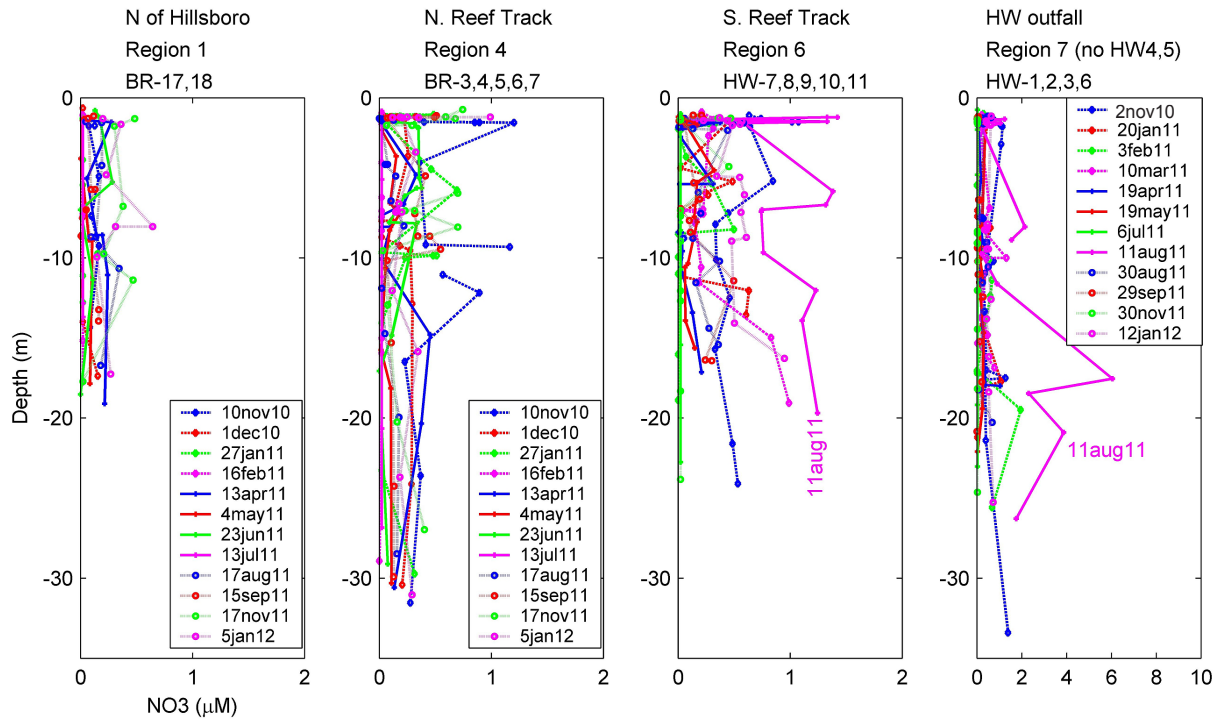 N of Hillsboro
Region 1
BR-17,18
N. Reef Track
Region 4
BR-3,4,5,6,7
S. Reef Track
Region 6
HW-7,8,9,10,11
HW outfall
Region 7 (no HW4,5)
HW-1,2,3,6
0
-10
-20
-30
Depth (m)
0
1
2
NO3 (μM)
10nov10
1dec10
27jan11
16feb11
13apr11
4may11
23jun11
13jul11
17aug11
15sep11
17nov11
5jan12
0
-10
-20
-30
0
1
2
10nov10
1dec10
27jan11
16feb11
13apr11
4may11
23jun11
13jul11
17aug11
15sep11
17nov11
5jan12
0
-10
-20
-30
0
1
2
11aug11
0
-10
-20
-30
0
2
4
6
8
10
2nov10
20jan11
3feb11
10mar11
19apr11
19may11
6jul11
11aug11
30aug11
29sep11
30nov11
12jan12
11aug11